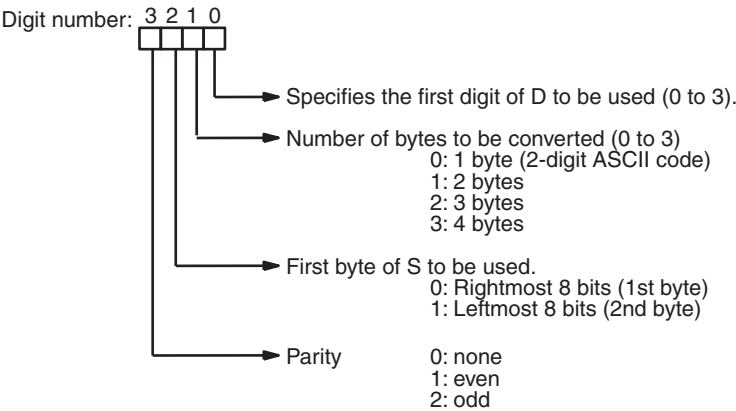 Digit number: 3 2 1 0
Specifies the first digit of D to be used (0 to 3).
Number of bytes to be converted (0 to 3)
0: 1 byte (2-digit ASCII code)
1: 2 bytes
2: 3 bytes
3: 4 bytes
First byte of S to be used.
0: Rightmost 8 bits (1st byte)
1: Leftmost 8 bits (2nd byte)
Parity 0: none
1: even
2: odd